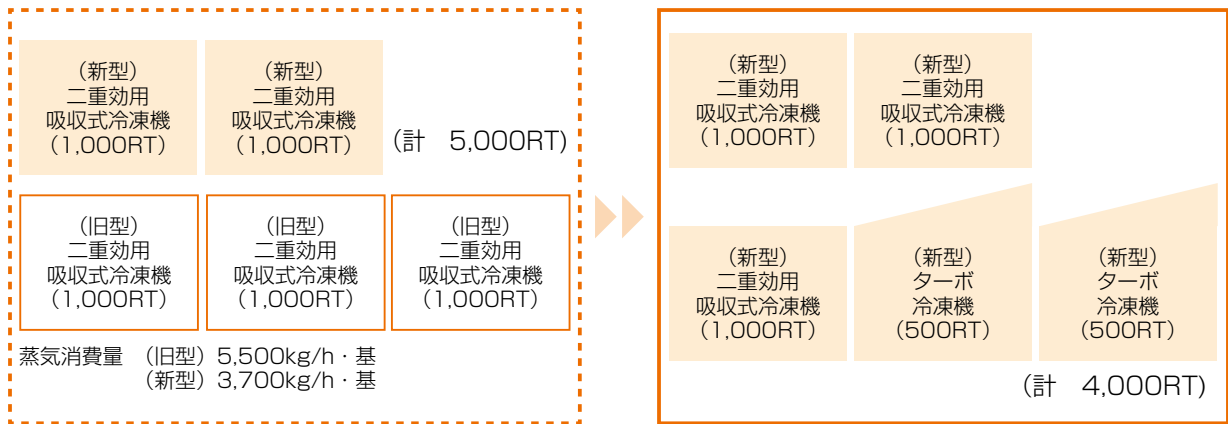 （新型）
二重効用
吸収式冷凍機
（1,000RT）
（新型）
二重効用
吸収式冷凍機
（1,000RT）
（計　5,000RT）
（旧型）
二重効用
吸収式冷凍機
（1,000RT）
（旧型）
二重効用
吸収式冷凍機
（1,000RT）
（旧型）
二重効用
吸収式冷凍機
（1,000RT）
蒸気消費量　（旧型）5,500kg/h・基
（新型）3,700kg/h・基
（新型）
二重効用
吸収式冷凍機
（1,000RT）
（新型）
二重効用
吸収式冷凍機
（1,000RT）
（新型）
二重効用
吸収式冷凍機
（1,000RT）
（新型）
ターボ
冷凍機
（500RT）
（新型）
ターボ
冷凍機
（500RT）
（計　4,000RT）